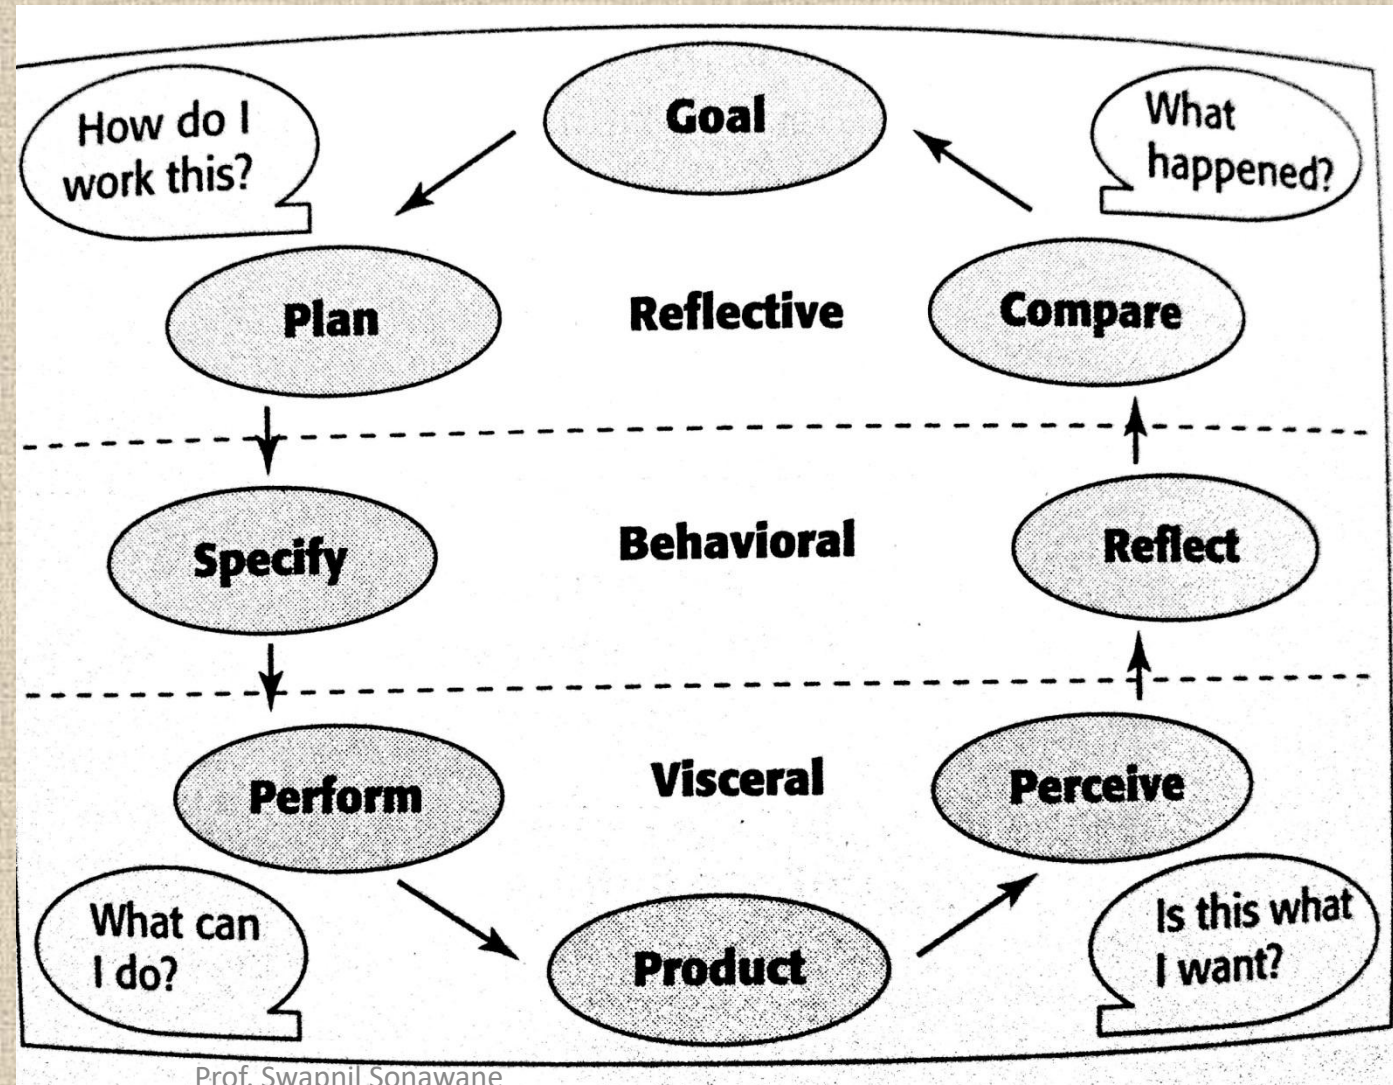 How do I
work this?
Goal
What
happened?
Plan
Reflective
Compare
Specify
Behavioral
Reflect
Perform
Visceral
Perceive
What can
I do?
Product
Is this what
I want?
Prof. Swapnil Sonawane